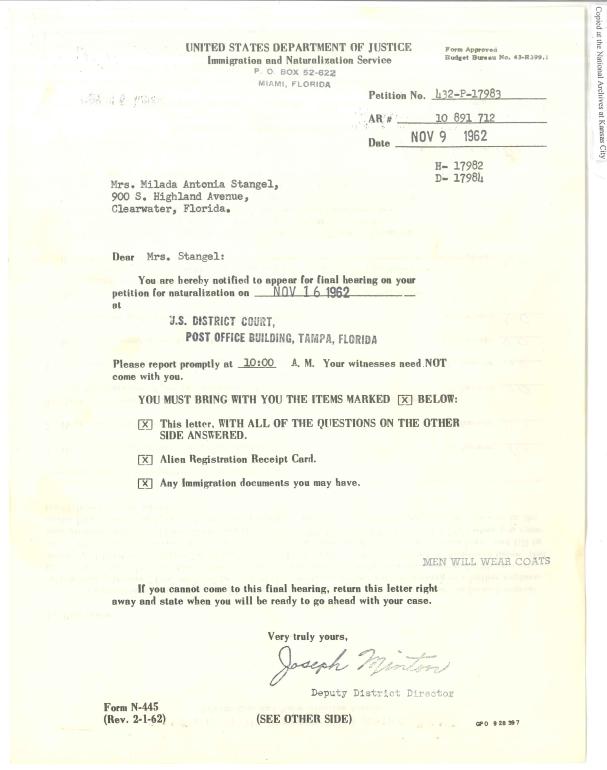 UNITED STATES DEPARTMENT OF JUSTICE
Immigration and Naturalization Service
P. O. BOX 52-622
MIAMI, FLORIDA
Form Approved
Budget Bureau No. 43-R399.1
Petition No. 432-P-17983
AR # 10 891 712
Date NOV 9 1962
H- 17982
D- 17984
Mrs. Milada Antonia Stangel,
900 S. Highland Avenue,
Clearwater, Florida.
Dear Mrs. Stangel:
You are hereby notified to appear for final hearing on your
petition for naturalization on NOV 16 1962
at
U.S. DISTRICT COURT,
POST OFFICE BUILDING, TAMPA, FLORIDA
Please report promptly at 10:00 A. M. Your witnesses need NOT
come with you.
YOU MUST BRING WITH YOU THE ITEMS MARKED [X] BELOW:
[X] This letter, WITH ALL OF THE QUESTIONS ON THE OTHER
SIDE ANSWERED.
[X] Alien Registration Receipt Card.
[X] Any Immigration documents you may have.
MEN WILL WEAR COATS
If you cannot come to this final hearing, return this letter right
away and state when you will be ready to go ahead with your case.
Very truly yours,
Joseph Minton
Deputy District Director
Form N-445
(Rev. 2-1-62)
(SEE OTHER SIDE)
GPO 928397
Copied at the National Archives at Kansas City